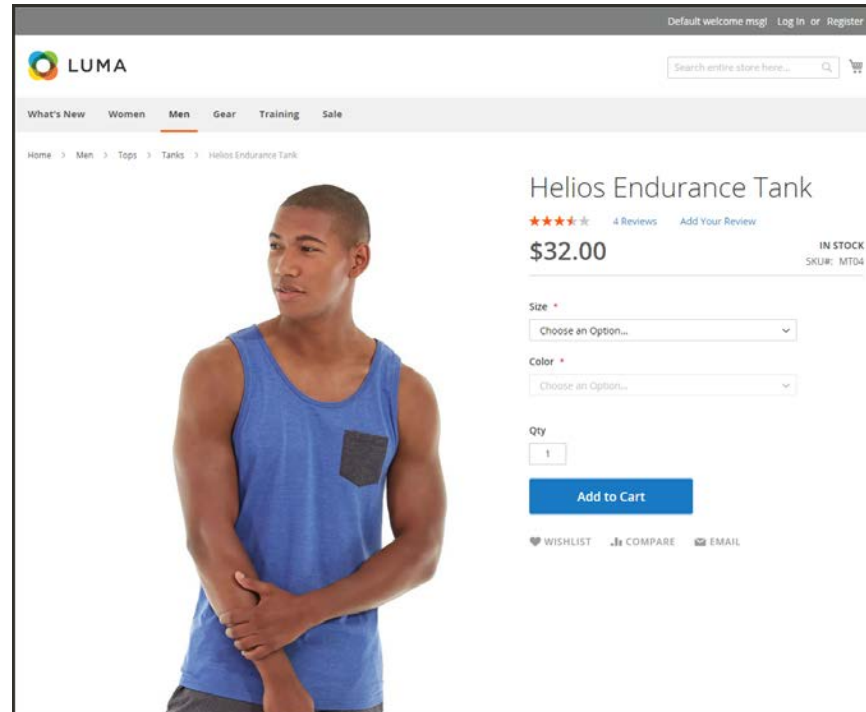 Default welcome msg! Log In or Register
LUMA
Search entire store here...
What's New Women Men Gear Training Sale
Home > Men > Tops > Tanks > Helios Endurance Tank
Helios Endurance Tank
4 Reviews Add Your Review
$32.00
IN STOCK
SKU#: MT04
Size *
Choose an Option...
Color *
Choose an Option...
Qty
1
Add to Cart
WISHLIST COMPARE EMAIL